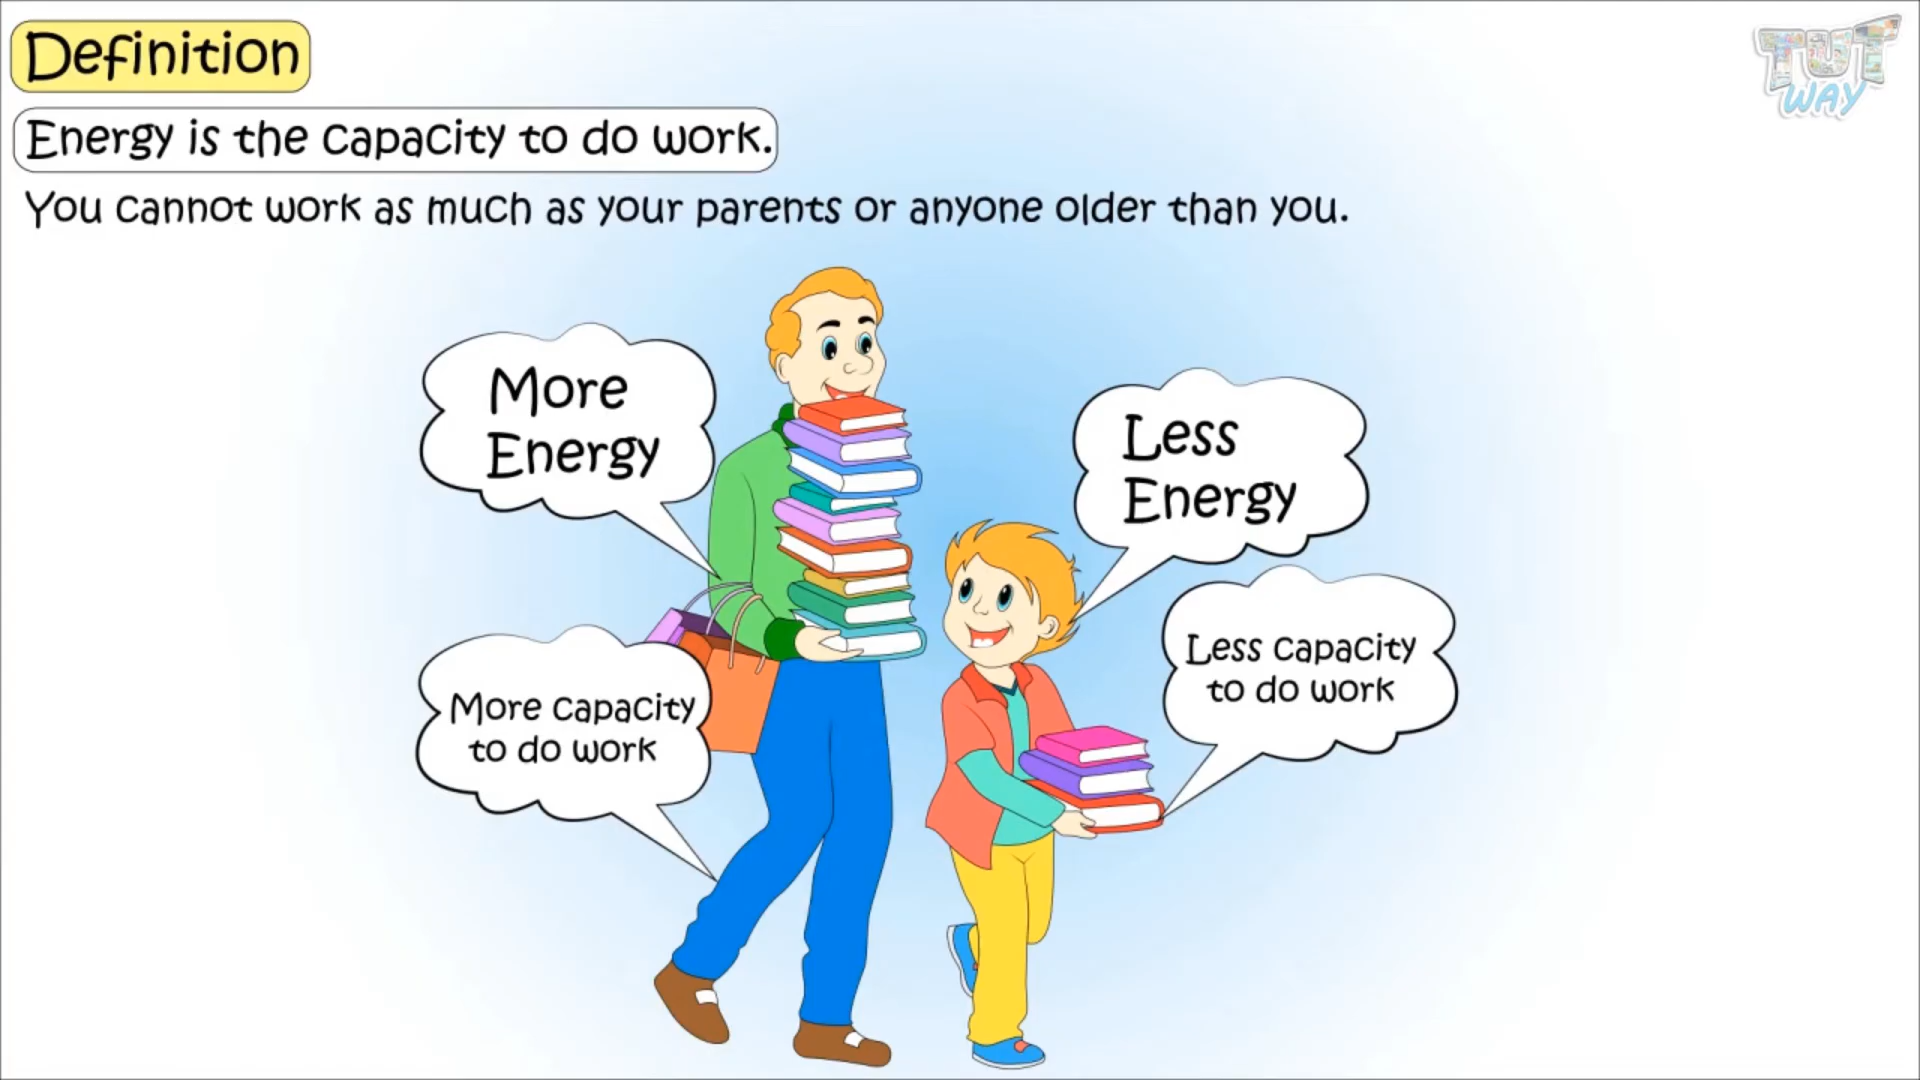 Definition
TUT
WAY
Energy is the capacity to do work.
You cannot work as much as your parents or anyone older than you.
More
Energy
Less
Energy
More capacity
to do work
Less capacity
to do work